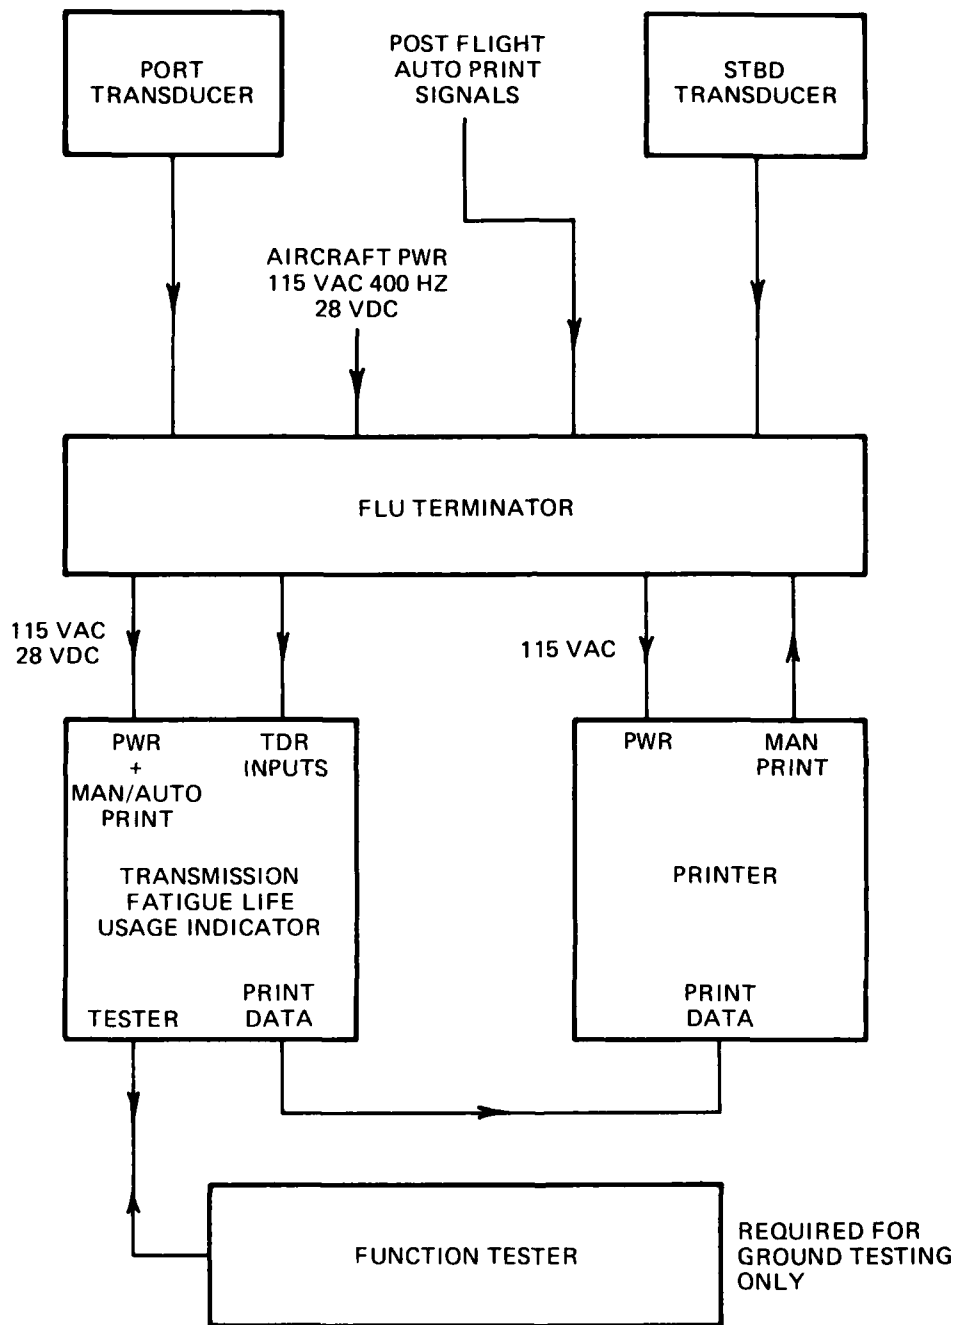 PORT
TRANSDUCER
POST FLIGHT
AUTO PRINT
SIGNALS
STBD
TRANSDUCER
AIRCRAFT PWR
115 VAC 400 HZ
28 VDC
FLU TERMINATOR
115 VAC
28 VDC
115 VAC
PWR
+
MAN/AUTO
PRINT
TDR
INPUTS
TRANSMISSION
FATIGUE LIFE
USAGE INDICATOR
TESTER
PRINT
DATA
PWR
MAN
PRINT
PRINTER
PRINT
DATA
FUNCTION TESTER
REQUIRED FOR
GROUND TESTING
ONLY